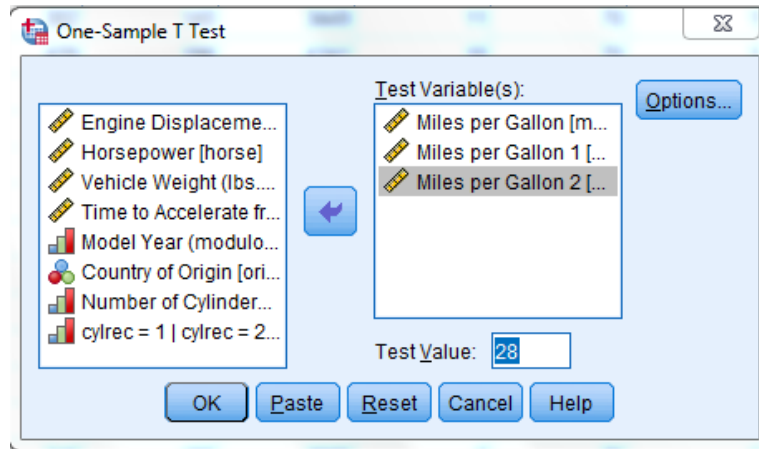 One-Sample T Test
Engine Displaceme...
Horsepower [horse]
Vehicle Weight (lbs....
Time to Accelerate fr...
Model Year (modulo...
Country of Origin [ori...
Number of Cylinder...
cylrec = 1 | cylrec = 2...
Test Variable(s):
Miles per Gallon [m...
Miles per Gallon 1 [...
Miles per Gallon 2 [...
Options...
Test Value: 28
OK Paste Reset Cancel Help